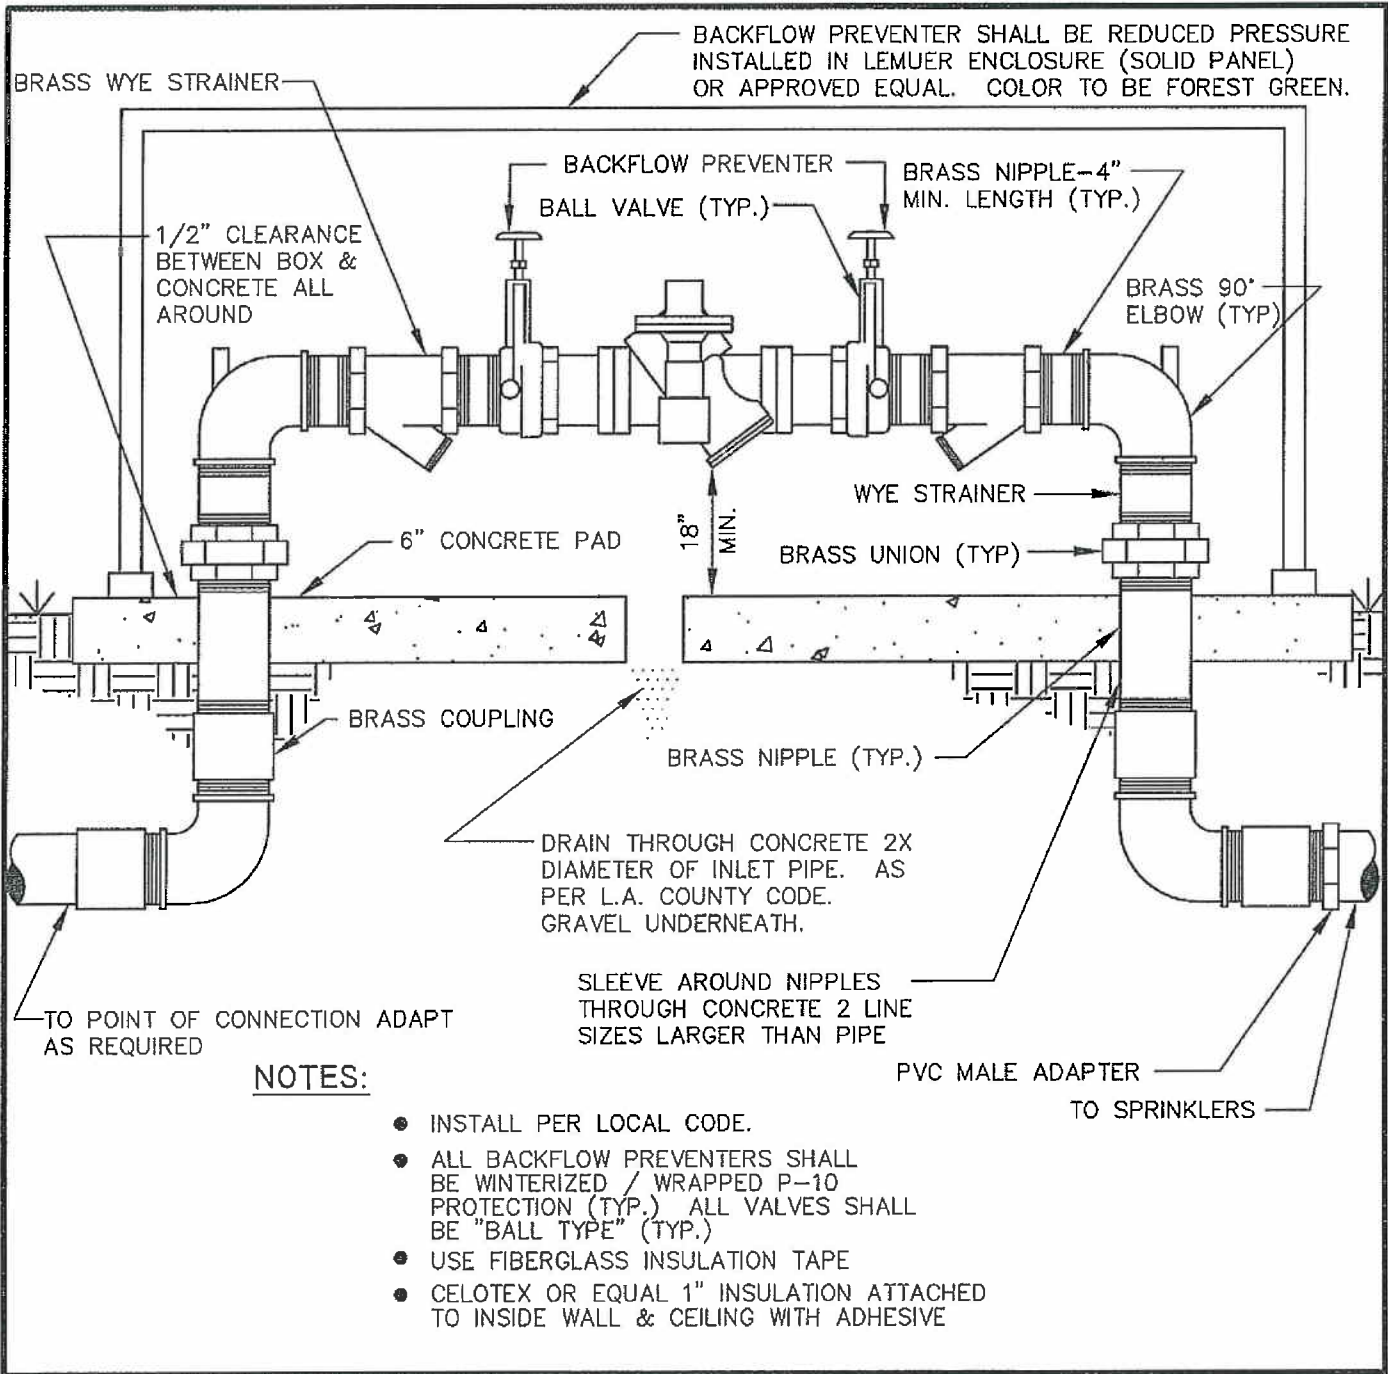 BACKFLOW PREVENTER SHALL BE REDUCED PRESSURE
INSTALLED IN LEMUER ENCLOSURE (SOLID PANEL)
OR APPROVED EQUAL. COLOR TO BE FOREST GREEN.
BRASS WYE STRAINER
BACKFLOW PREVENTER
BALL VALVE (TYP.)
BRASS NIPPLE-4"
MIN. LENGTH (TYP.)
1/2" CLEARANCE
BETWEEN BOX &
CONCRETE ALL
AROUND
BRASS 90°
ELBOW (TYP)
WYE STRAINER
18"
MIN.
6" CONCRETE PAD
BRASS UNION (TYP)
BRASS COUPLING
BRASS NIPPLE (TYP.)
DRAIN THROUGH CONCRETE 2X
DIAMETER OF INLET PIPE. AS
PER L.A. COUNTY CODE.
GRAVEL UNDERNEATH.
SLEEVE AROUND NIPPLES
THROUGH CONCRETE 2 LINE
SIZES LARGER THAN PIPE
TO POINT OF CONNECTION ADAPT
AS REQUIRED
PVC MALE ADAPTER
TO SPRINKLERS
NOTES:
● INSTALL PER LOCAL CODE.
● ALL BACKFLOW PREVENTERS SHALL
BE WINTERIZED / WRAPPED P-10
PROTECTION (TYP.) ALL VALVES SHALL
BE "BALL TYPE" (TYP.)
● USE FIBERGLASS INSULATION TAPE
● CELOTEX OR EQUAL 1" INSULATION ATTACHED
TO INSIDE WALL & CEILING WITH ADHESIVE